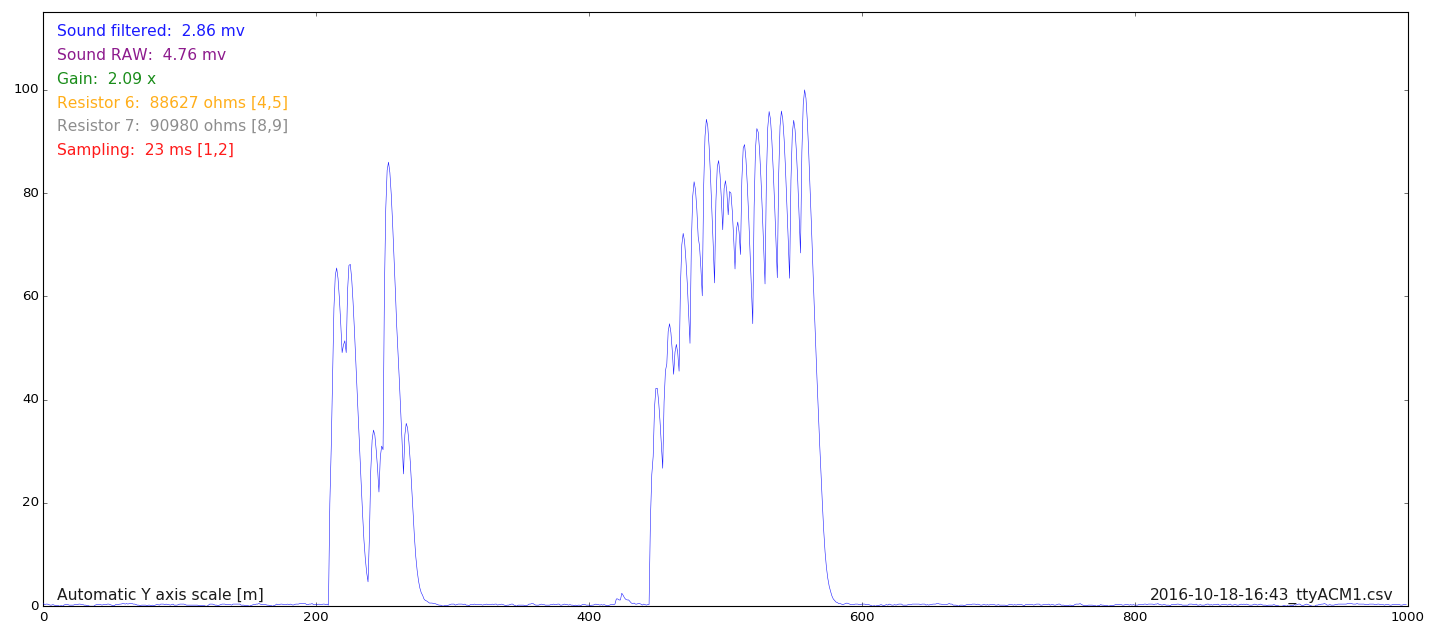 Sound filtered:  2.86 mv
Sound RAW:  4.76 mv
Gain:  2.09 x
Resistor 6:  88627 ohms [4,5]
Resistor 7:  90980 ohms [8,9]
Sampling:  23 ms [1,2]
100
80
60
40
20
0
Automatic Y axis scale [m]
2016-10-18-16:43_ttyACM1.csv
0 200 400 600 800 1000